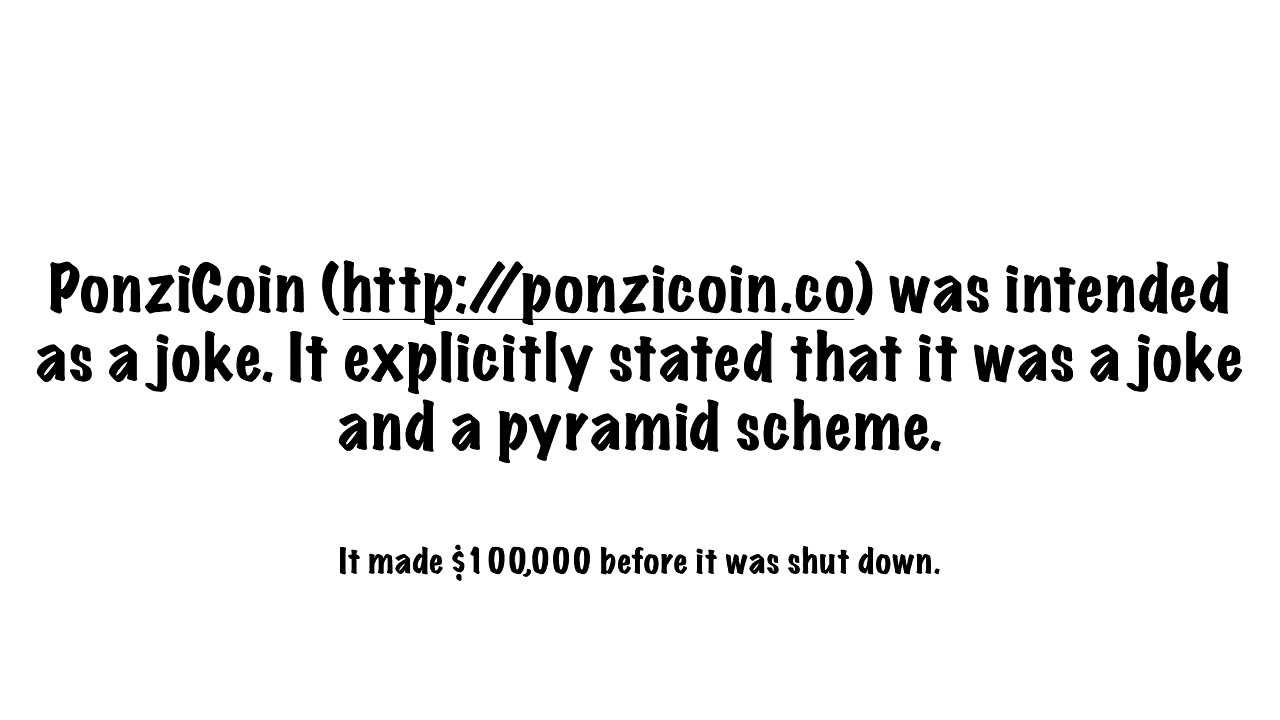 PonziCoin (http://ponzicoin.co) was intended
as a joke. It explicitly stated that it was a joke
and a pyramid scheme.
It made $100,000 before it was shut down.